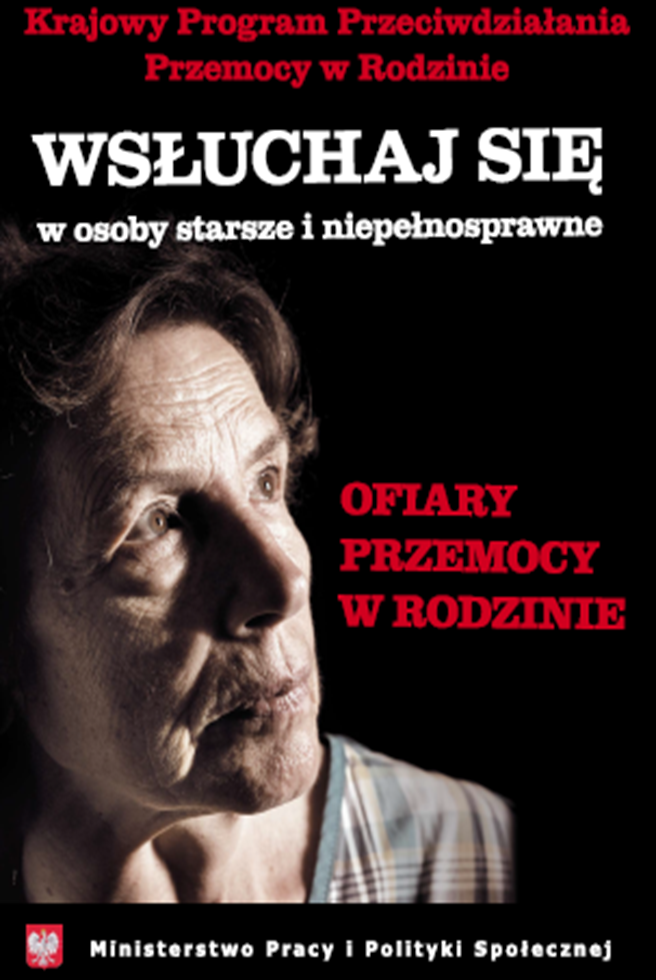 Krajowy Program Przeciwdziałania
Przemocy w Rodzinie
WSŁUCHAJ SIĘ
w osoby starsze i niepełnosprawne
OFIARY
PRZEMOCY
W RODZINIE
Ministerstwo Pracy i Polityki Społecznej